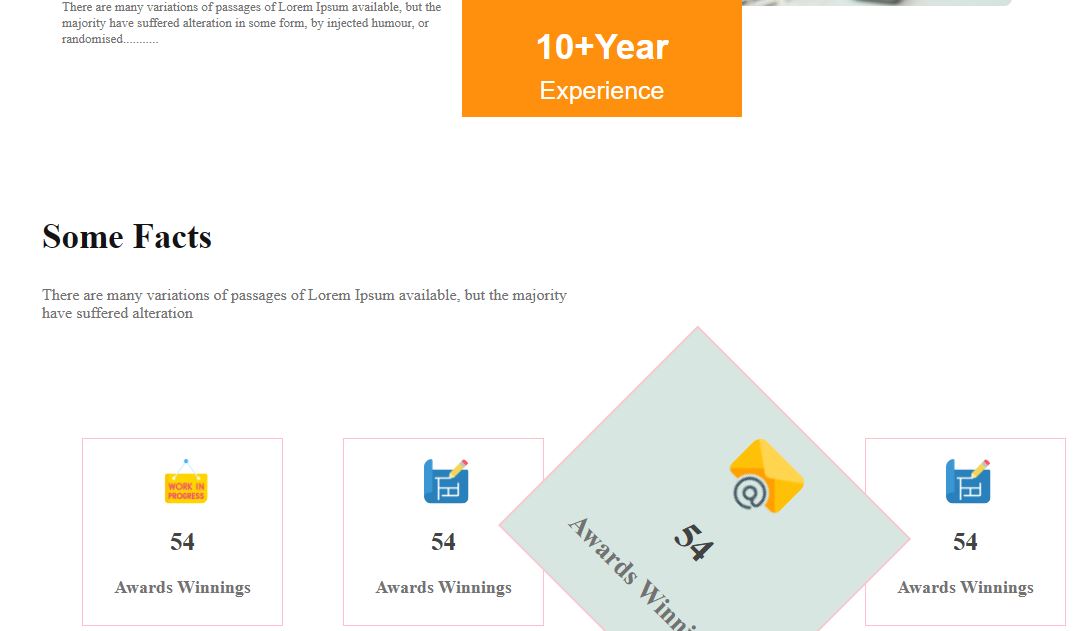 There are many variations of passages of Lorem Ipsum available, but the
majority have suffered alteration in some form, by injected humour, or
randomised...........
10+Year
Experience
Some Facts
There are many variations of passages of Lorem Ipsum available, but the majority
have suffered alteration
WORK IN
PROGRESS
54
Awards Winnings
54
Awards Winnings
54
Awards Winni
54
Awards Winnings